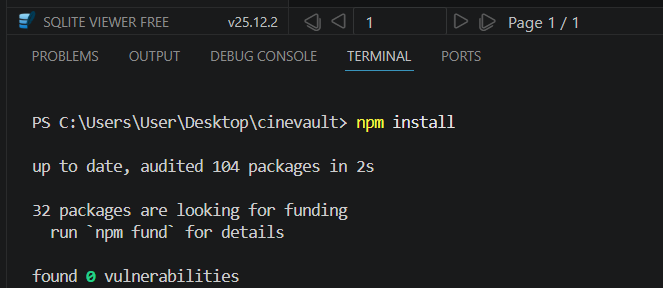 SQLITE VIEWER FREE v25.12.2 1 Page 1 / 1
PROBLEMS OUTPUT DEBUG CONSOLE TERMINAL PORTS
PS C:\Users\User\Desktop\cinevault> npm install
up to date, audited 104 packages in 2s
32 packages are looking for funding
  run `npm fund` for details
found 0 vulnerabilities